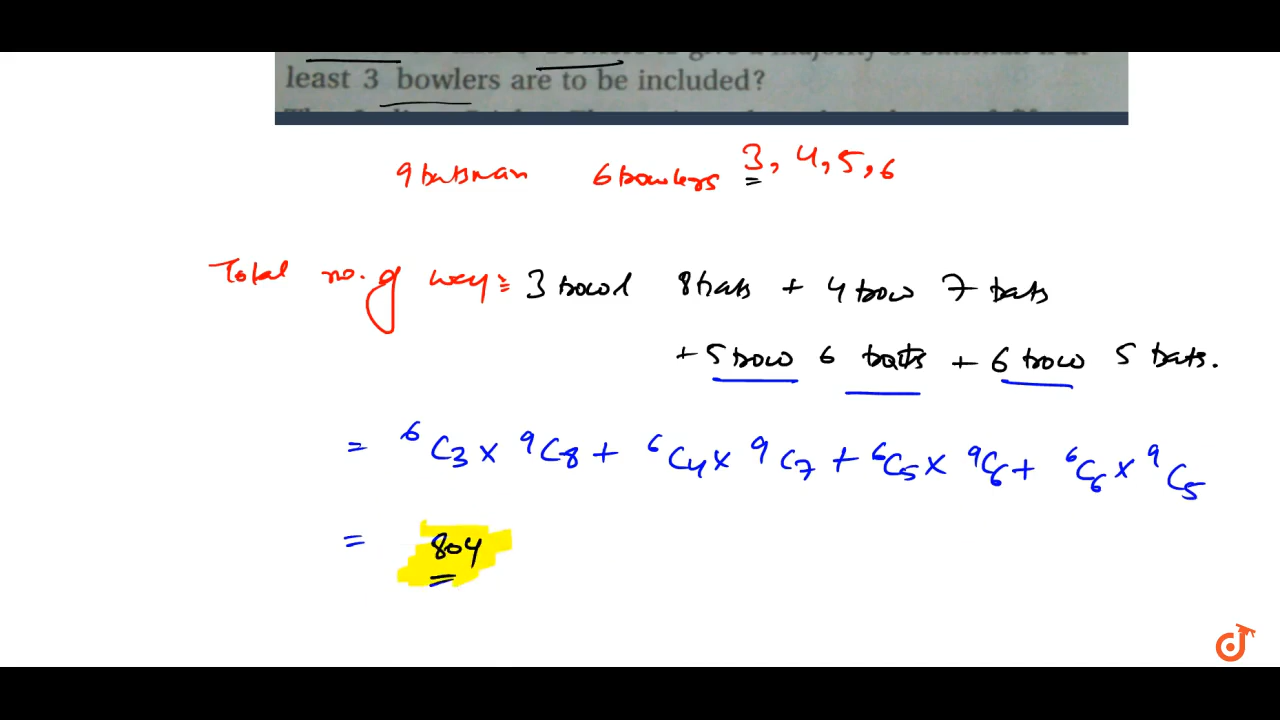 least 3 bowlers are to be included?
9 batsman 6 bowlers 3, 4, 5, 6
Total no. of way = 3 bowl 8 bats + 4 bow 7 bats
+ 5 bow 6 bats + 6 bow 5 bats.
= ⁶C₃ × ⁹C₈ + ⁶C₄ × ⁹C₇ + ⁶C₅ × ⁹C₆ + ⁶C₆ × ⁹C₅
= 804